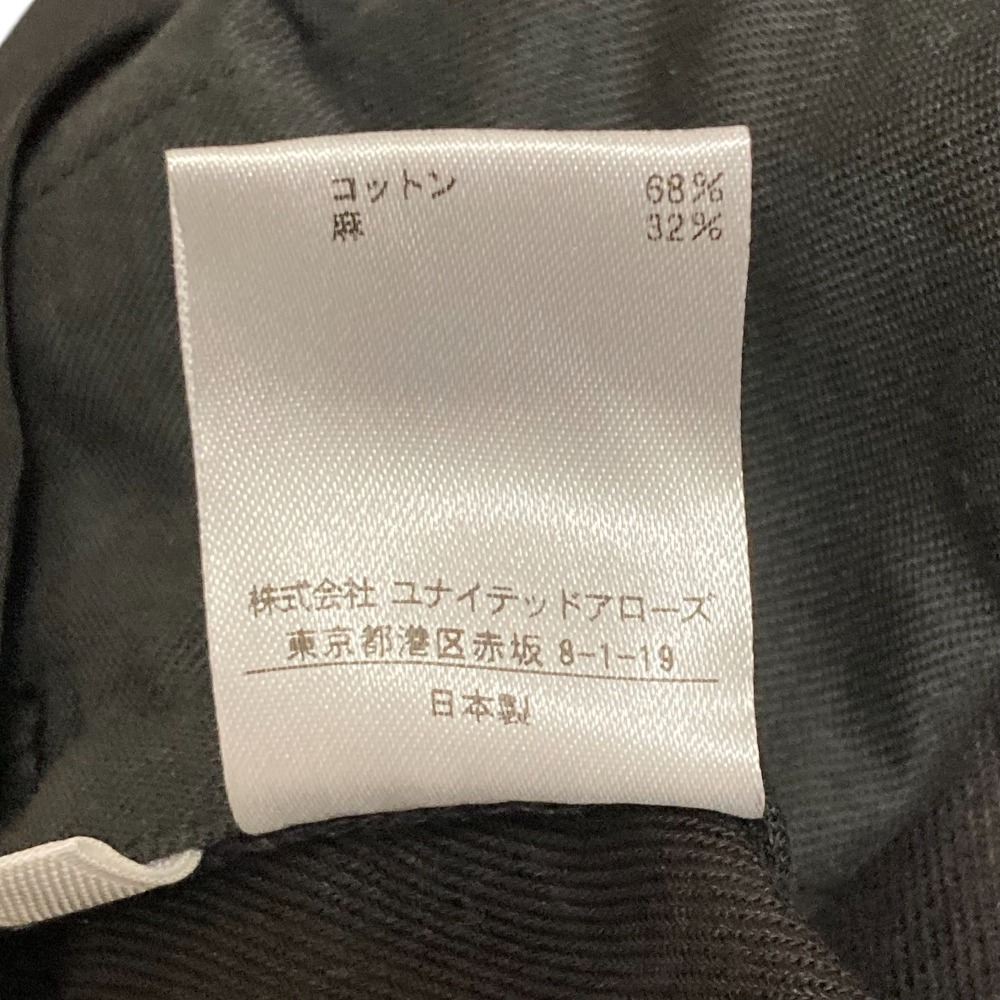 コットン 68%
麻 32%
株式会社 ユナイテッドアローズ
東京都港区赤坂 8-1-19
日本製